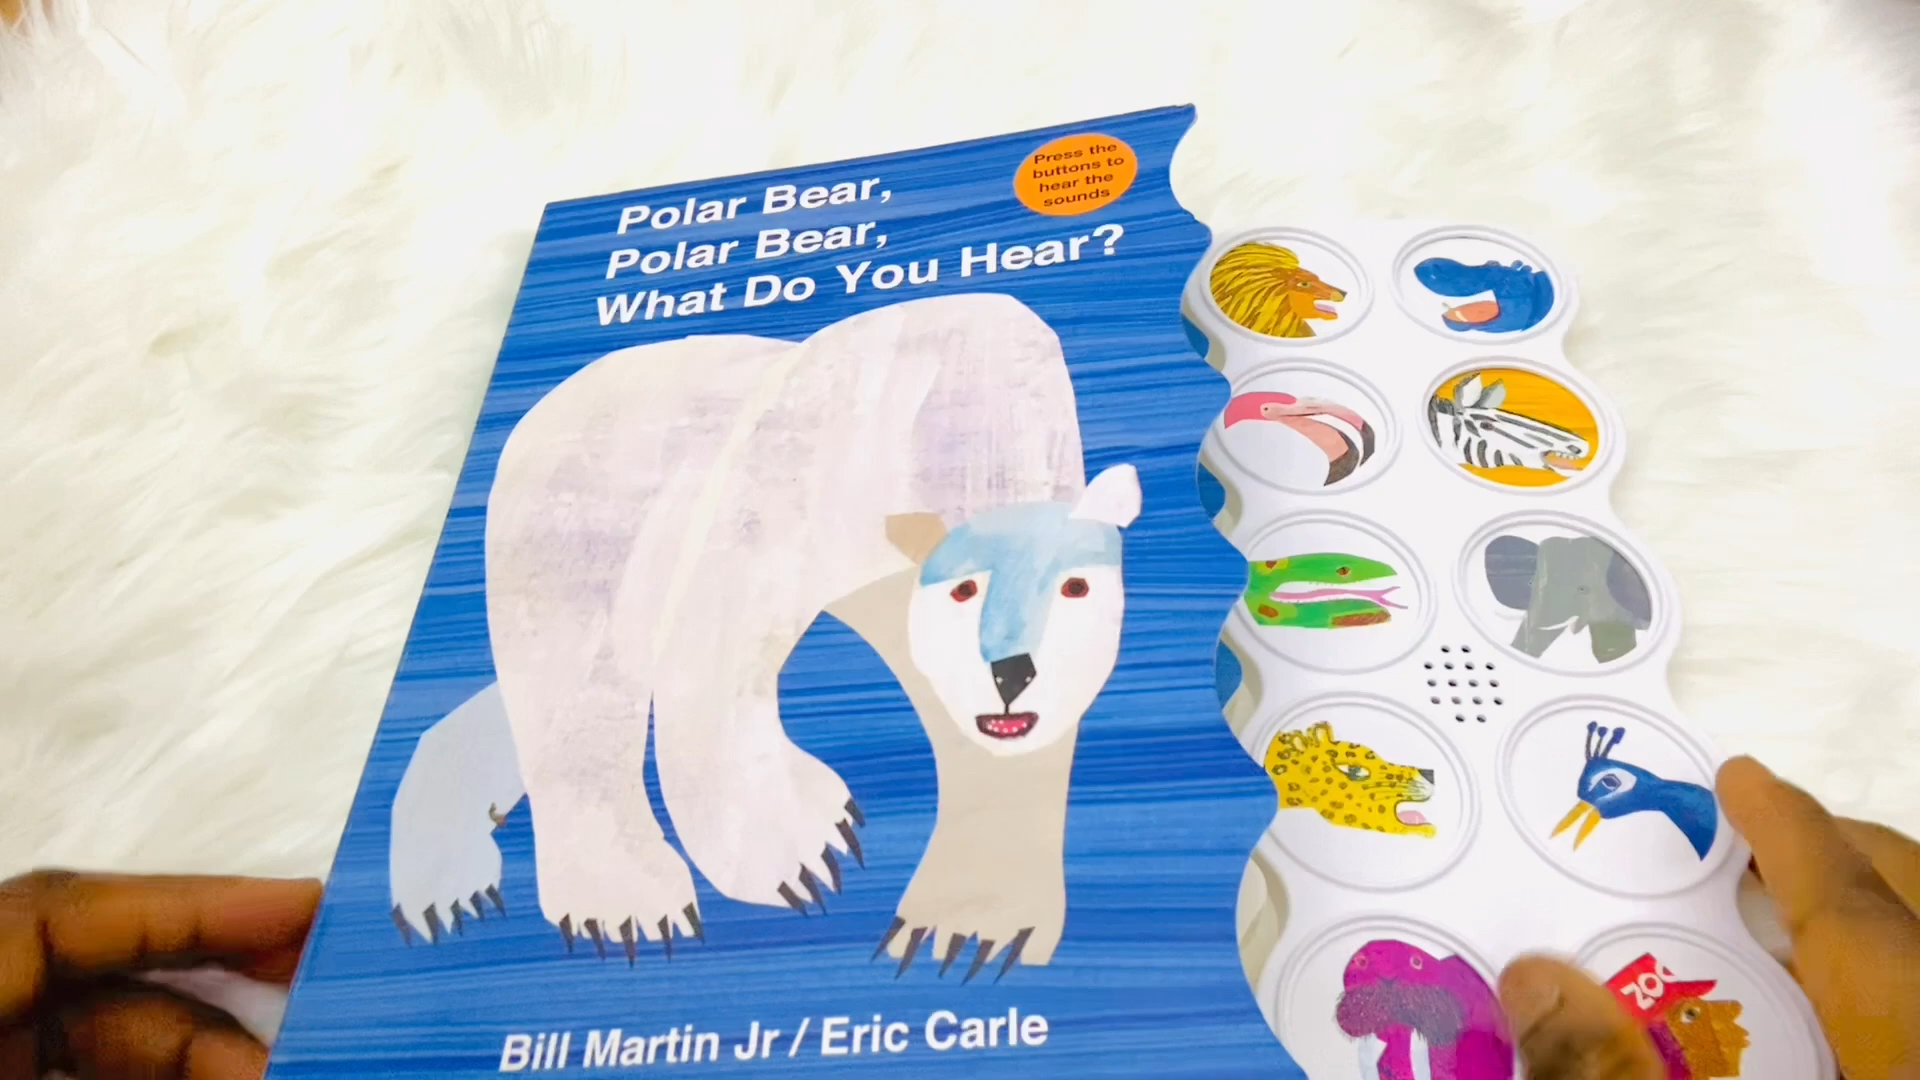 Polar Bear,
Polar Bear,
What Do You Hear?
Press the
buttons to
hear the
sounds
ZOO
Bill Martin Jr / Eric Carle